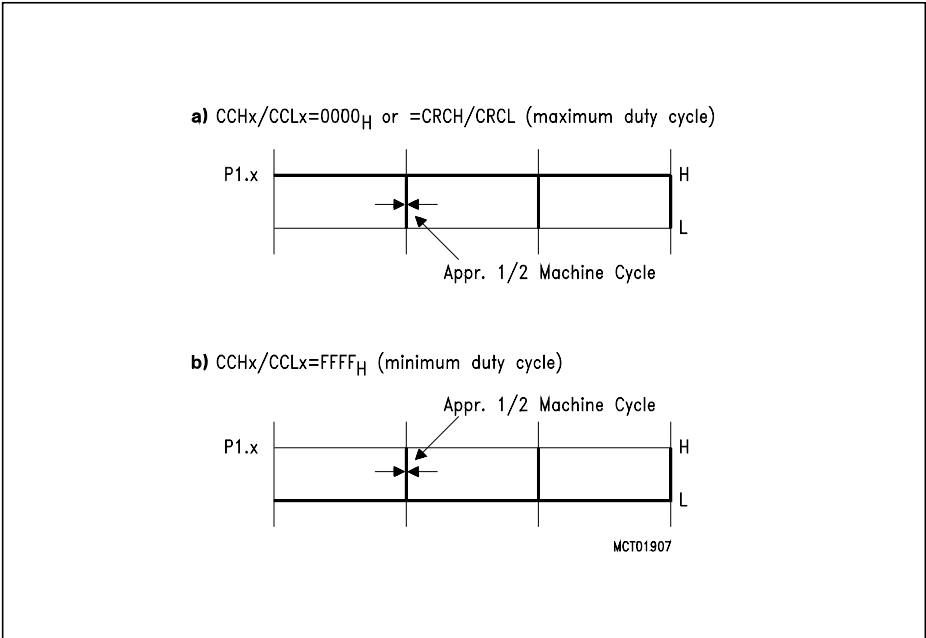 a) CCHx/CCLx=0000H or =CRCH/CRCL (maximum duty cycle)
P1.x
H
L
Appr. 1/2 Machine Cycle
b) CCHx/CCLx=FFFFH (minimum duty cycle)
Appr. 1/2 Machine Cycle
P1.x
H
L
MCT01907